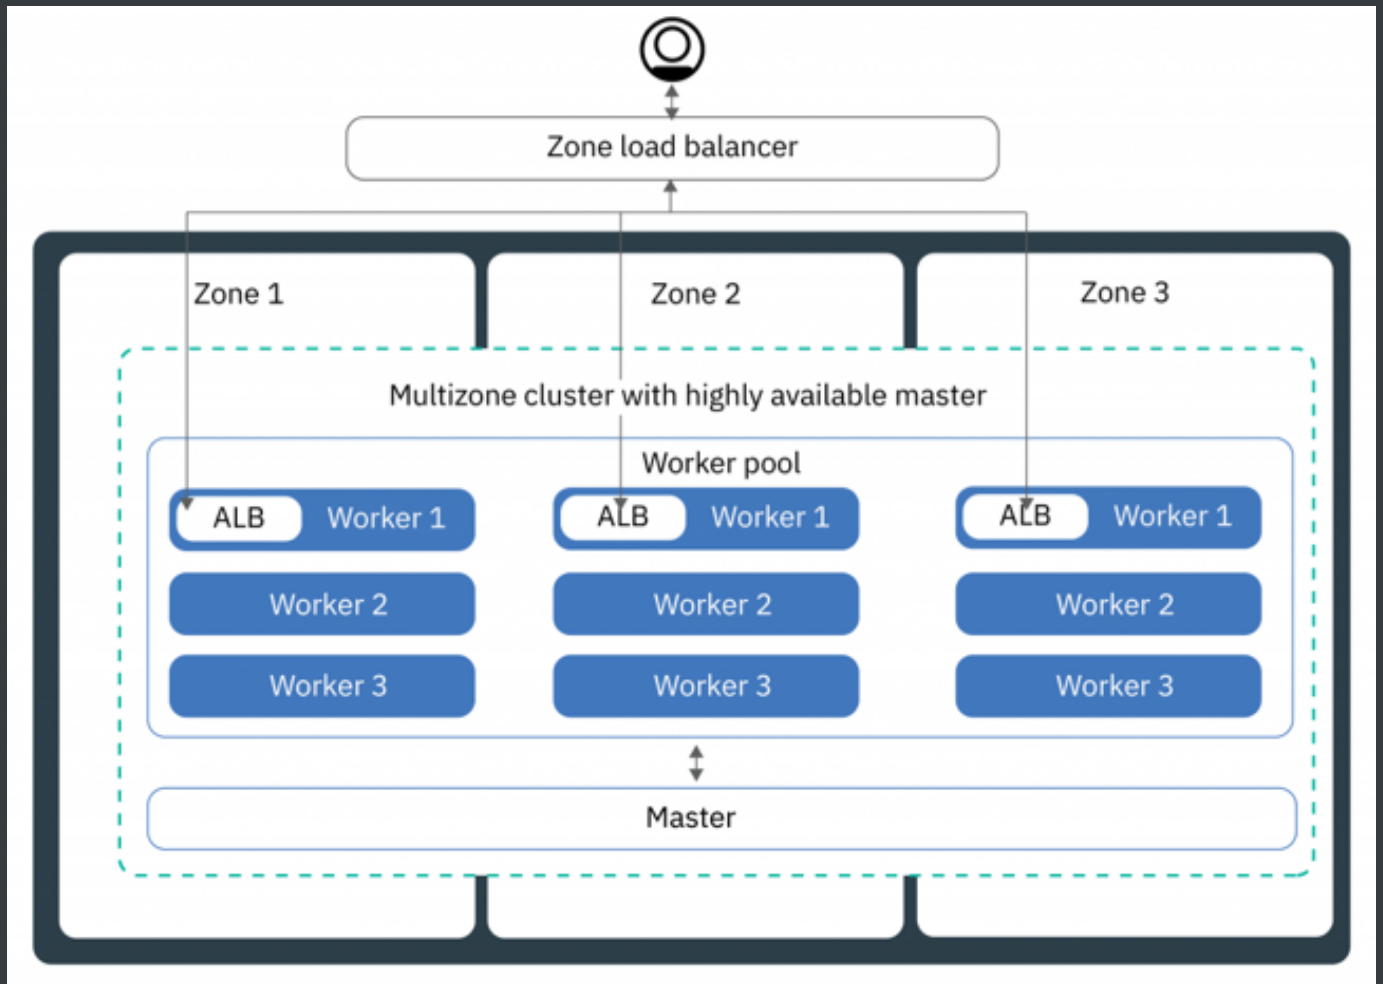 Zone load balancer
Zone 1
Zone 2
Zone 3
Multizone cluster with highly available master
Worker pool
ALB Worker 1
ALB Worker 1
ALB Worker 1
Worker 2
Worker 2
Worker 2
Worker 3
Worker 3
Worker 3
Master